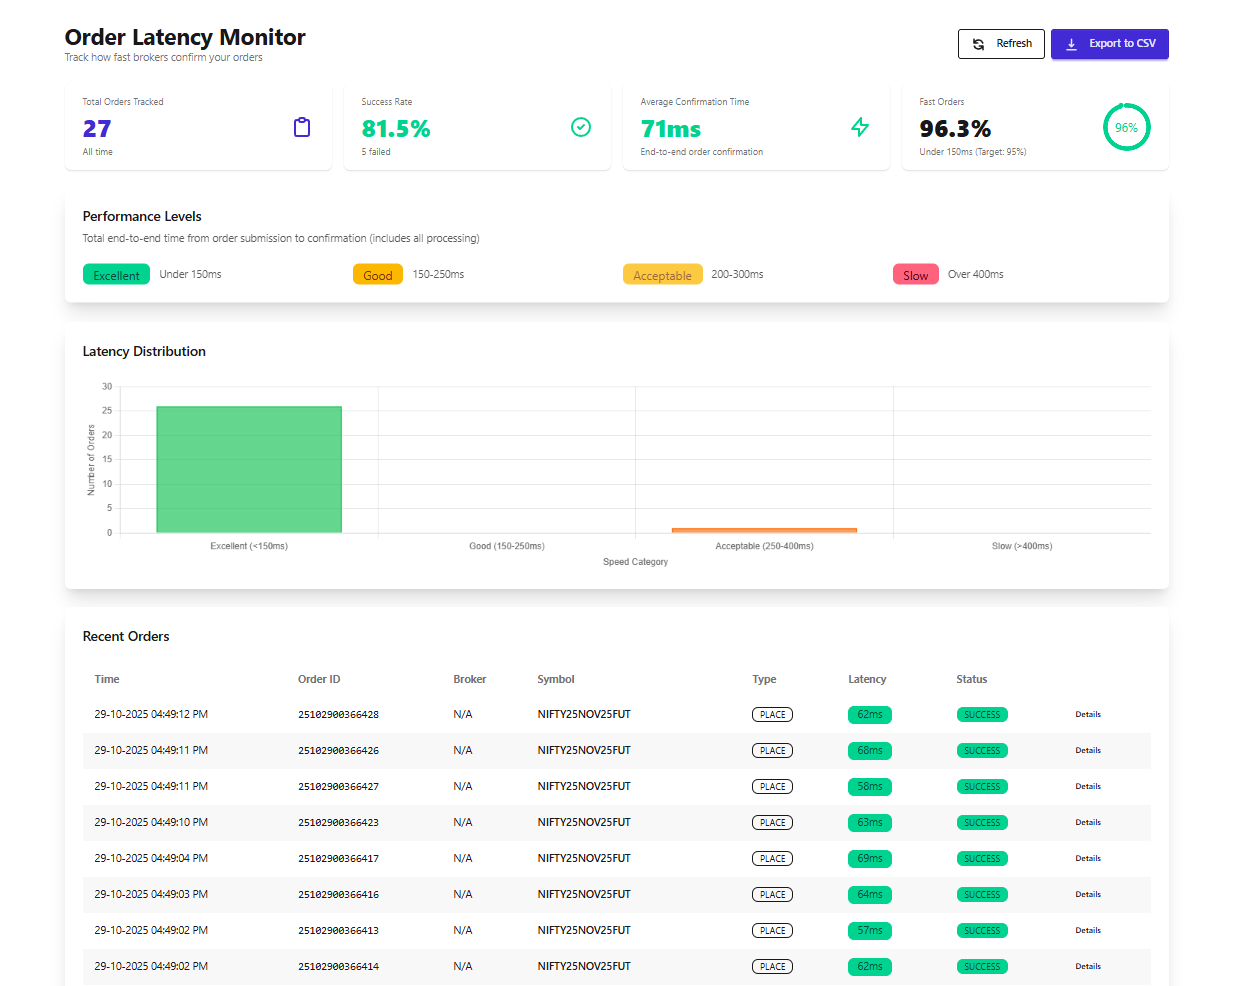 Order Latency Monitor
Track how fast brokers confirm your orders
Refresh
Export to CSV
Total Orders Tracked
27
All time
Success Rate
81.5%
5 failed
Average Confirmation Time
71ms
End-to-end order confirmation
Fast Orders
96.3%
Under 150ms (Target: 95%)
96%
Performance Levels
Total end-to-end time from order submission to confirmation (includes all processing)
Excellent Under 150ms Good 150-250ms Acceptable 200-300ms Slow Over 400ms
Latency Distribution
30
25
20
15
10
5
0
Number of Orders
Excellent (<150ms) Good (150-250ms) Acceptable (250-400ms) Slow (>400ms)
Speed Category
Recent Orders
Time Order ID Broker Symbol Type Latency Status
29-10-2025 04:49:12 PM 25102900366428 N/A NIFTY25NOV25FUT PLACE 62ms SUCCESS Details
29-10-2025 04:49:11 PM 25102900366426 N/A NIFTY25NOV25FUT PLACE 68ms SUCCESS Details
29-10-2025 04:49:11 PM 25102900366427 N/A NIFTY25NOV25FUT PLACE 58ms SUCCESS Details
29-10-2025 04:49:10 PM 25102900366423 N/A NIFTY25NOV25FUT PLACE 63ms SUCCESS Details
29-10-2025 04:49:04 PM 25102900366417 N/A NIFTY25NOV25FUT PLACE 69ms SUCCESS Details
29-10-2025 04:49:03 PM 25102900366416 N/A NIFTY25NOV25FUT PLACE 64ms SUCCESS Details
29-10-2025 04:49:02 PM 25102900366413 N/A NIFTY25NOV25FUT PLACE 57ms SUCCESS Details
29-10-2025 04:49:02 PM 25102900366414 N/A NIFTY25NOV25FUT PLACE 62ms SUCCESS Details